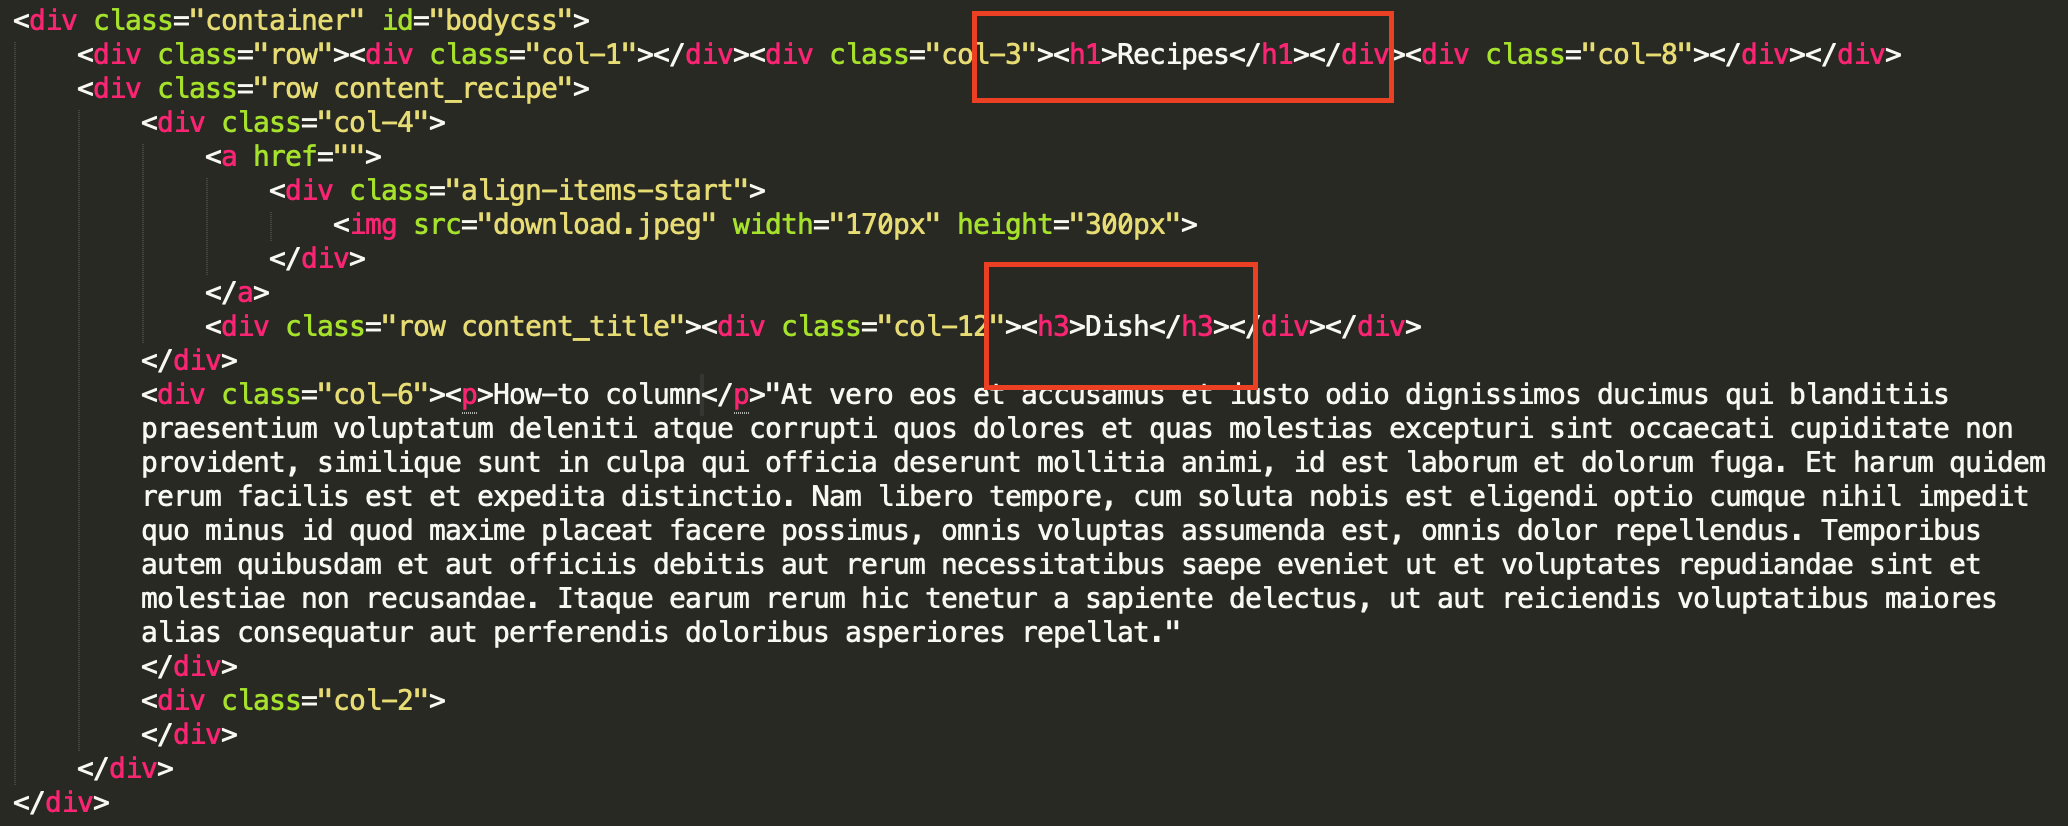 <div class="container" id="bodycss">
<div class="row"><div class="col-1"></div><div class="col-3"><h1>Recipes</h1></div><div class="col-8"></div></div>
<div class="row content_recipe">
<div class="col-4">
<a href="">
<div class="align-items-start">
<img src="download.jpeg" width="170px" height="300px">
</div>
</a>
<div class="row content_title"><div class="col-12"><h3>Dish</h3></div></div>
</div>
<div class="col-6"><p>How-to column</p>"At vero eos et accusamus et iusto odio dignissimos ducimus qui blanditiis
praesentium voluptatum deleniti atque corrupti quos dolores et quas molestias excepturi sint occaecati cupiditate non
provident, similique sunt in culpa qui officia deserunt mollitia animi, id est laborum et dolorum fuga. Et harum quidem
rerum facilis est et expedita distinctio. Nam libero tempore, cum soluta nobis est eligendi optio cumque nihil impedit
quo minus id quod maxime placeat facere possimus, omnis voluptas assumenda est, omnis dolor repellendus. Temporibus
autem quibusdam et aut officiis debitis aut rerum necessitatibus saepe eveniet ut et voluptates repudiandae sint et
molestiae non recusandae. Itaque earum rerum hic tenetur a sapiente delectus, ut aut reiciendis voluptatibus maiores
alias consequatur aut perferendis doloribus asperiores repellat."
</div>
<div class="col-2">
</div>
</div>
</div>